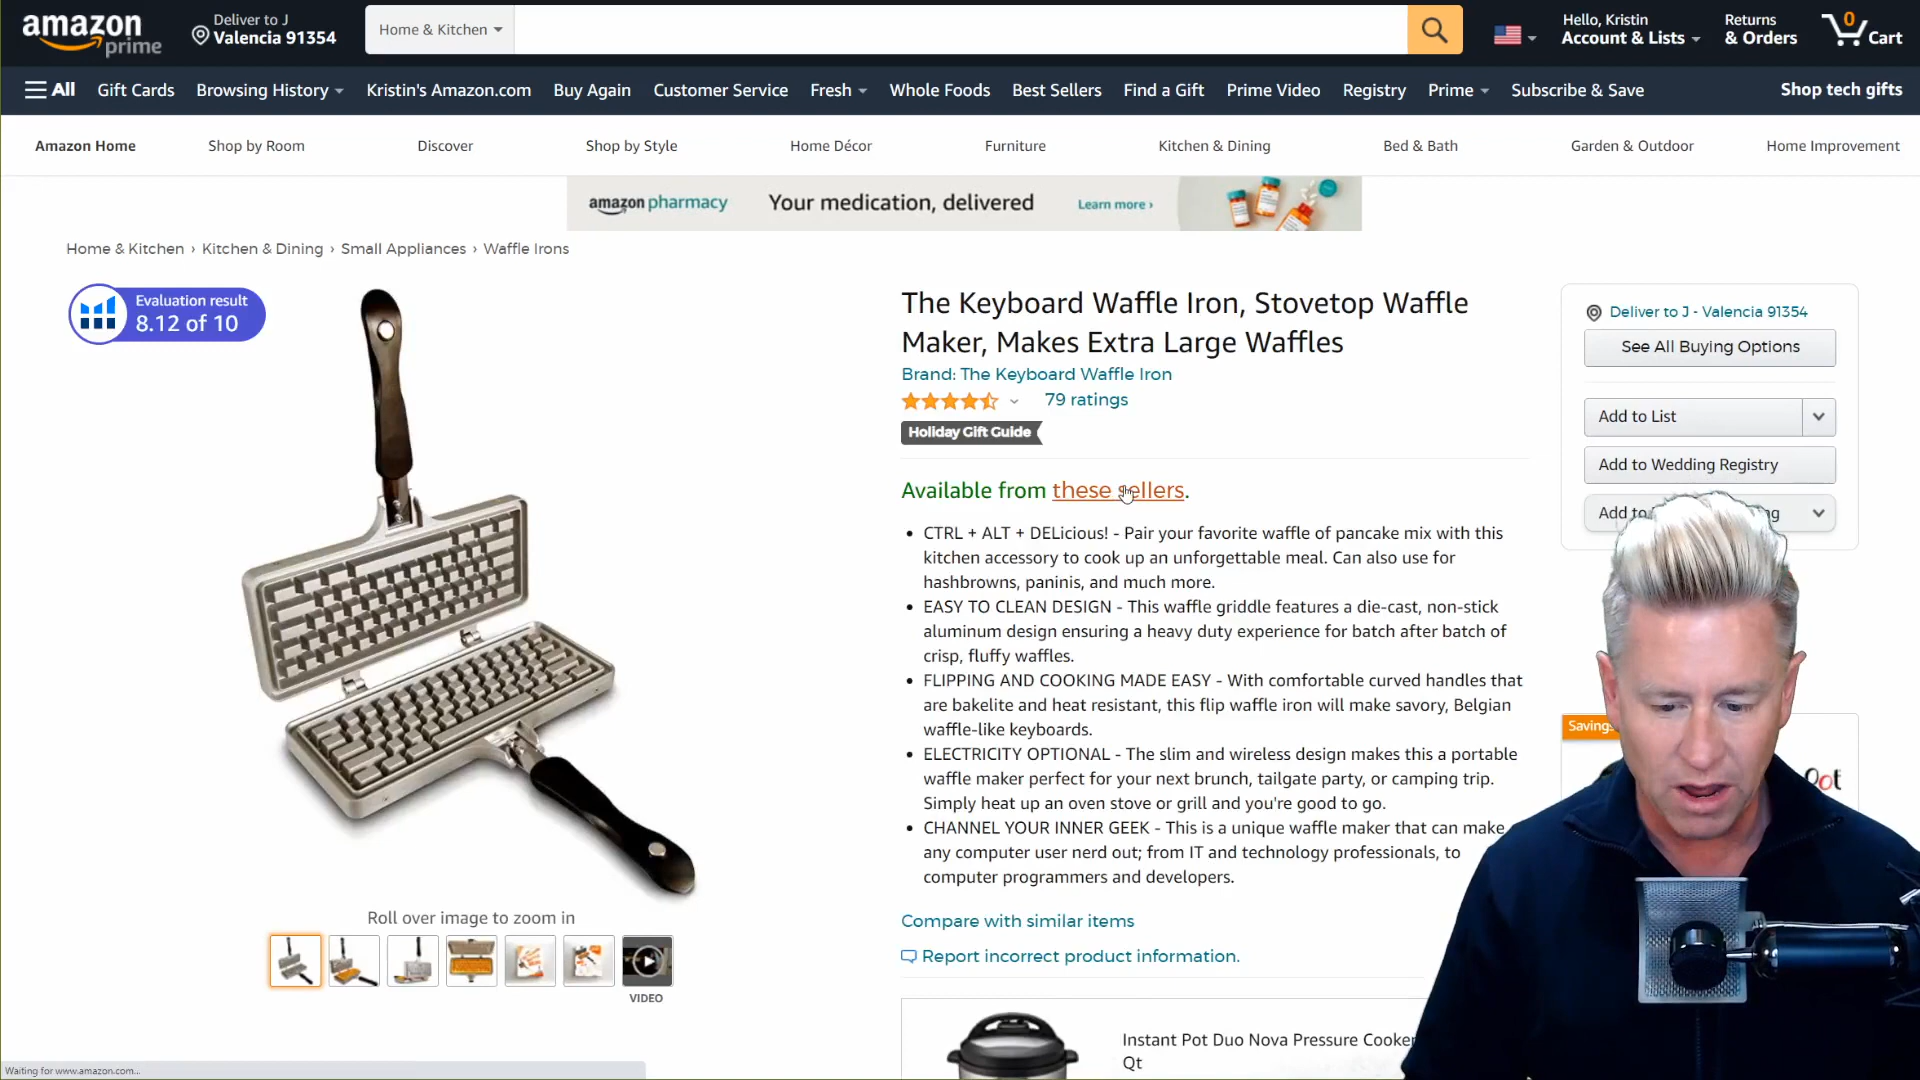 amazon
prime
Deliver to J
Valencia 91354
Home & Kitchen
Hello, Kristin
Account & Lists
Returns
& Orders
0
Cart
All
Gift Cards
Browsing History
Kristin's Amazon.com
Buy Again
Customer Service
Fresh
Whole Foods
Best Sellers
Find a Gift
Prime Video
Registry
Prime
Subscribe & Save
Shop tech gifts
Amazon Home
Shop by Room
Discover
Shop by Style
Home Décor
Furniture
Kitchen & Dining
Bed & Bath
Garden & Outdoor
Home Improvement
amazon pharmacy
Your medication, delivered
Learn more ›
Home & Kitchen › Kitchen & Dining › Small Appliances › Waffle Irons
Evaluation result
8.12 of 10
Roll over image to zoom in
VIDEO
The Keyboard Waffle Iron, Stovetop Waffle
Maker, Makes Extra Large Waffles
Brand: The Keyboard Waffle Iron
79 ratings
Holiday Gift Guide
Available from these sellers.
• CTRL + ALT + DELicious! - Pair your favorite waffle of pancake mix with this
kitchen accessory to cook up an unforgettable meal. Can also use for
hashbrowns, paninis, and much more.
• EASY TO CLEAN DESIGN - This waffle griddle features a die-cast, non-stick
aluminum design ensuring a heavy duty experience for batch after batch of
crisp, fluffy waffles.
• FLIPPING AND COOKING MADE EASY - With comfortable curved handles that
are bakelite and heat resistant, this flip waffle iron will make savory, Belgian
waffle-like keyboards.
• ELECTRICITY OPTIONAL - The slim and wireless design makes this a portable
waffle maker perfect for your next brunch, tailgate party, or camping trip.
Simply heat up an oven stove or grill and you're good to go.
• CHANNEL YOUR INNER GEEK - This is a unique waffle maker that can make
any computer user nerd out; from IT and technology professionals, to
computer programmers and developers.
Compare with similar items
Report incorrect product information.
Instant Pot Duo Nova Pressure Cooker
Qt
Deliver to J - Valencia 91354
See All Buying Options
Add to List
Add to Wedding Registry
Add to
Savings
Waiting for www.amazon.com...